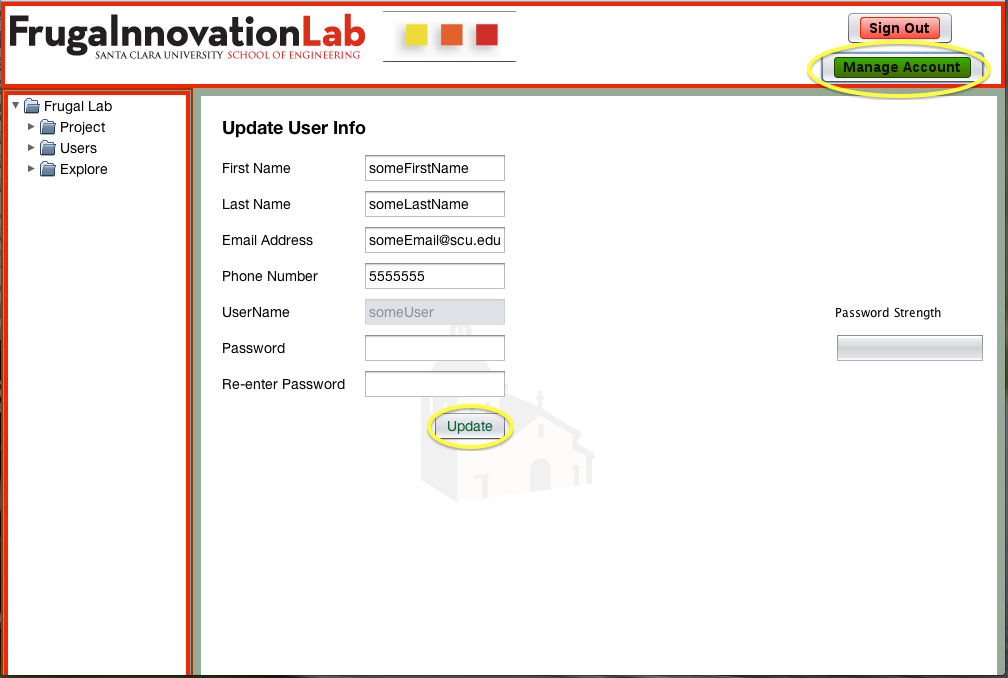 FrugalInnovationLab
SANTA CLARA UNIVERSITY SCHOOL OF ENGINEERING
Sign Out
Manage Account
Frugal Lab
Project
Users
Explore
Update User Info
First Name someFirstName
Last Name someLastName
Email Address someEmail@scu.edu
Phone Number 5555555
UserName someUser
Password Strength
Password
Re-enter Password
Update